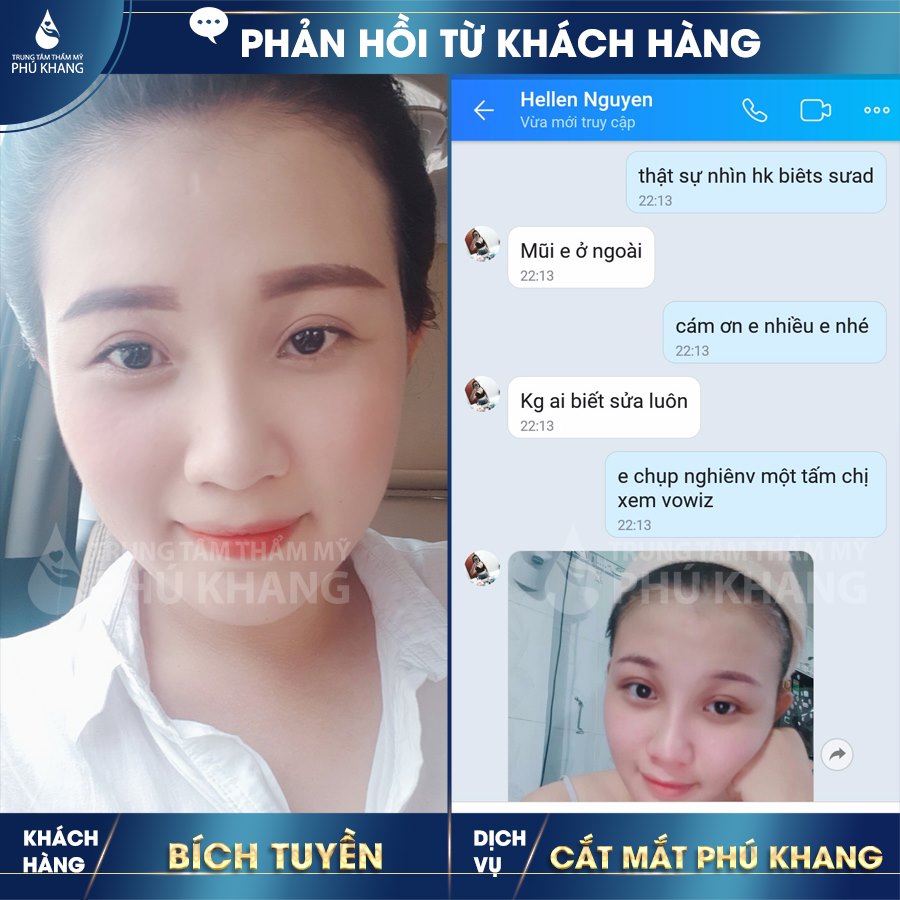 TRUNG TÂM THẨM MỸ
PHÚ KHANG
PHẢN HỒI TỪ KHÁCH HÀNG
Hellen Nguyen
Vừa mới truy cập
thật sự nhìn hk biêts sưad
22:13
Mũi e ở ngoài
22:13
cám ơn e nhiều e nhé
22:13
Kg ai biết sửa luôn
22:13
e chụp nghiênv một tấm chị
xem vowiz
22:13
TRUNG TÂM THẨM MỸ
PHÚ KHANG
TRUNG TÂM THẨM MỸ
PHÚ KHANG
KHÁCH
HÀNG
BÍCH TUYỀN
DỊCH
VỤ
CẮT MẮT PHÚ KHANG